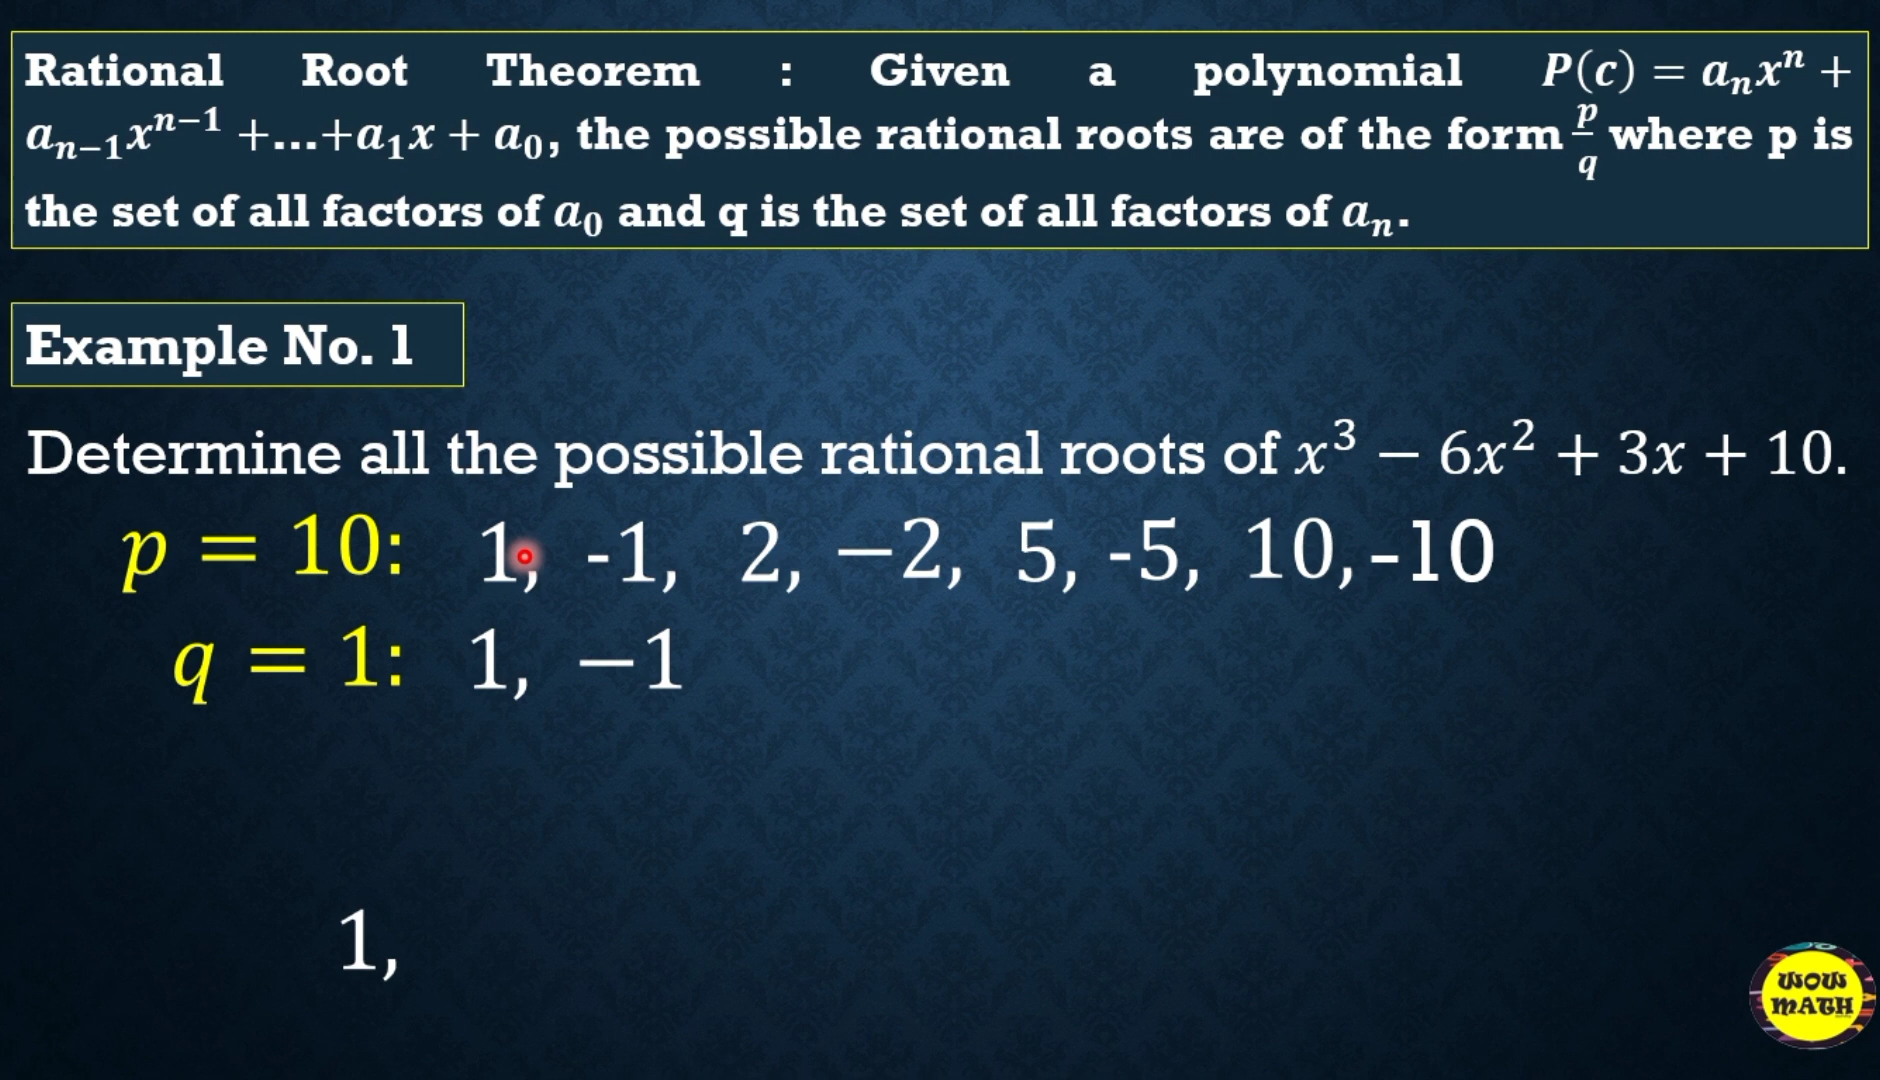 Rational Root Theorem : Given a polynomial P(c) = aₙxⁿ +
aₙ₋₁xⁿ⁻¹ +...+a₁x + a₀, the possible rational roots are of the form p/q where p is
the set of all factors of a₀ and q is the set of all factors of aₙ.
Example No. 1
Determine all the possible rational roots of x³ − 6x² + 3x + 10.
p = 10: 1, -1, 2, −2, 5, -5, 10, -10
q = 1: 1, −1
1,
WOW
MATH